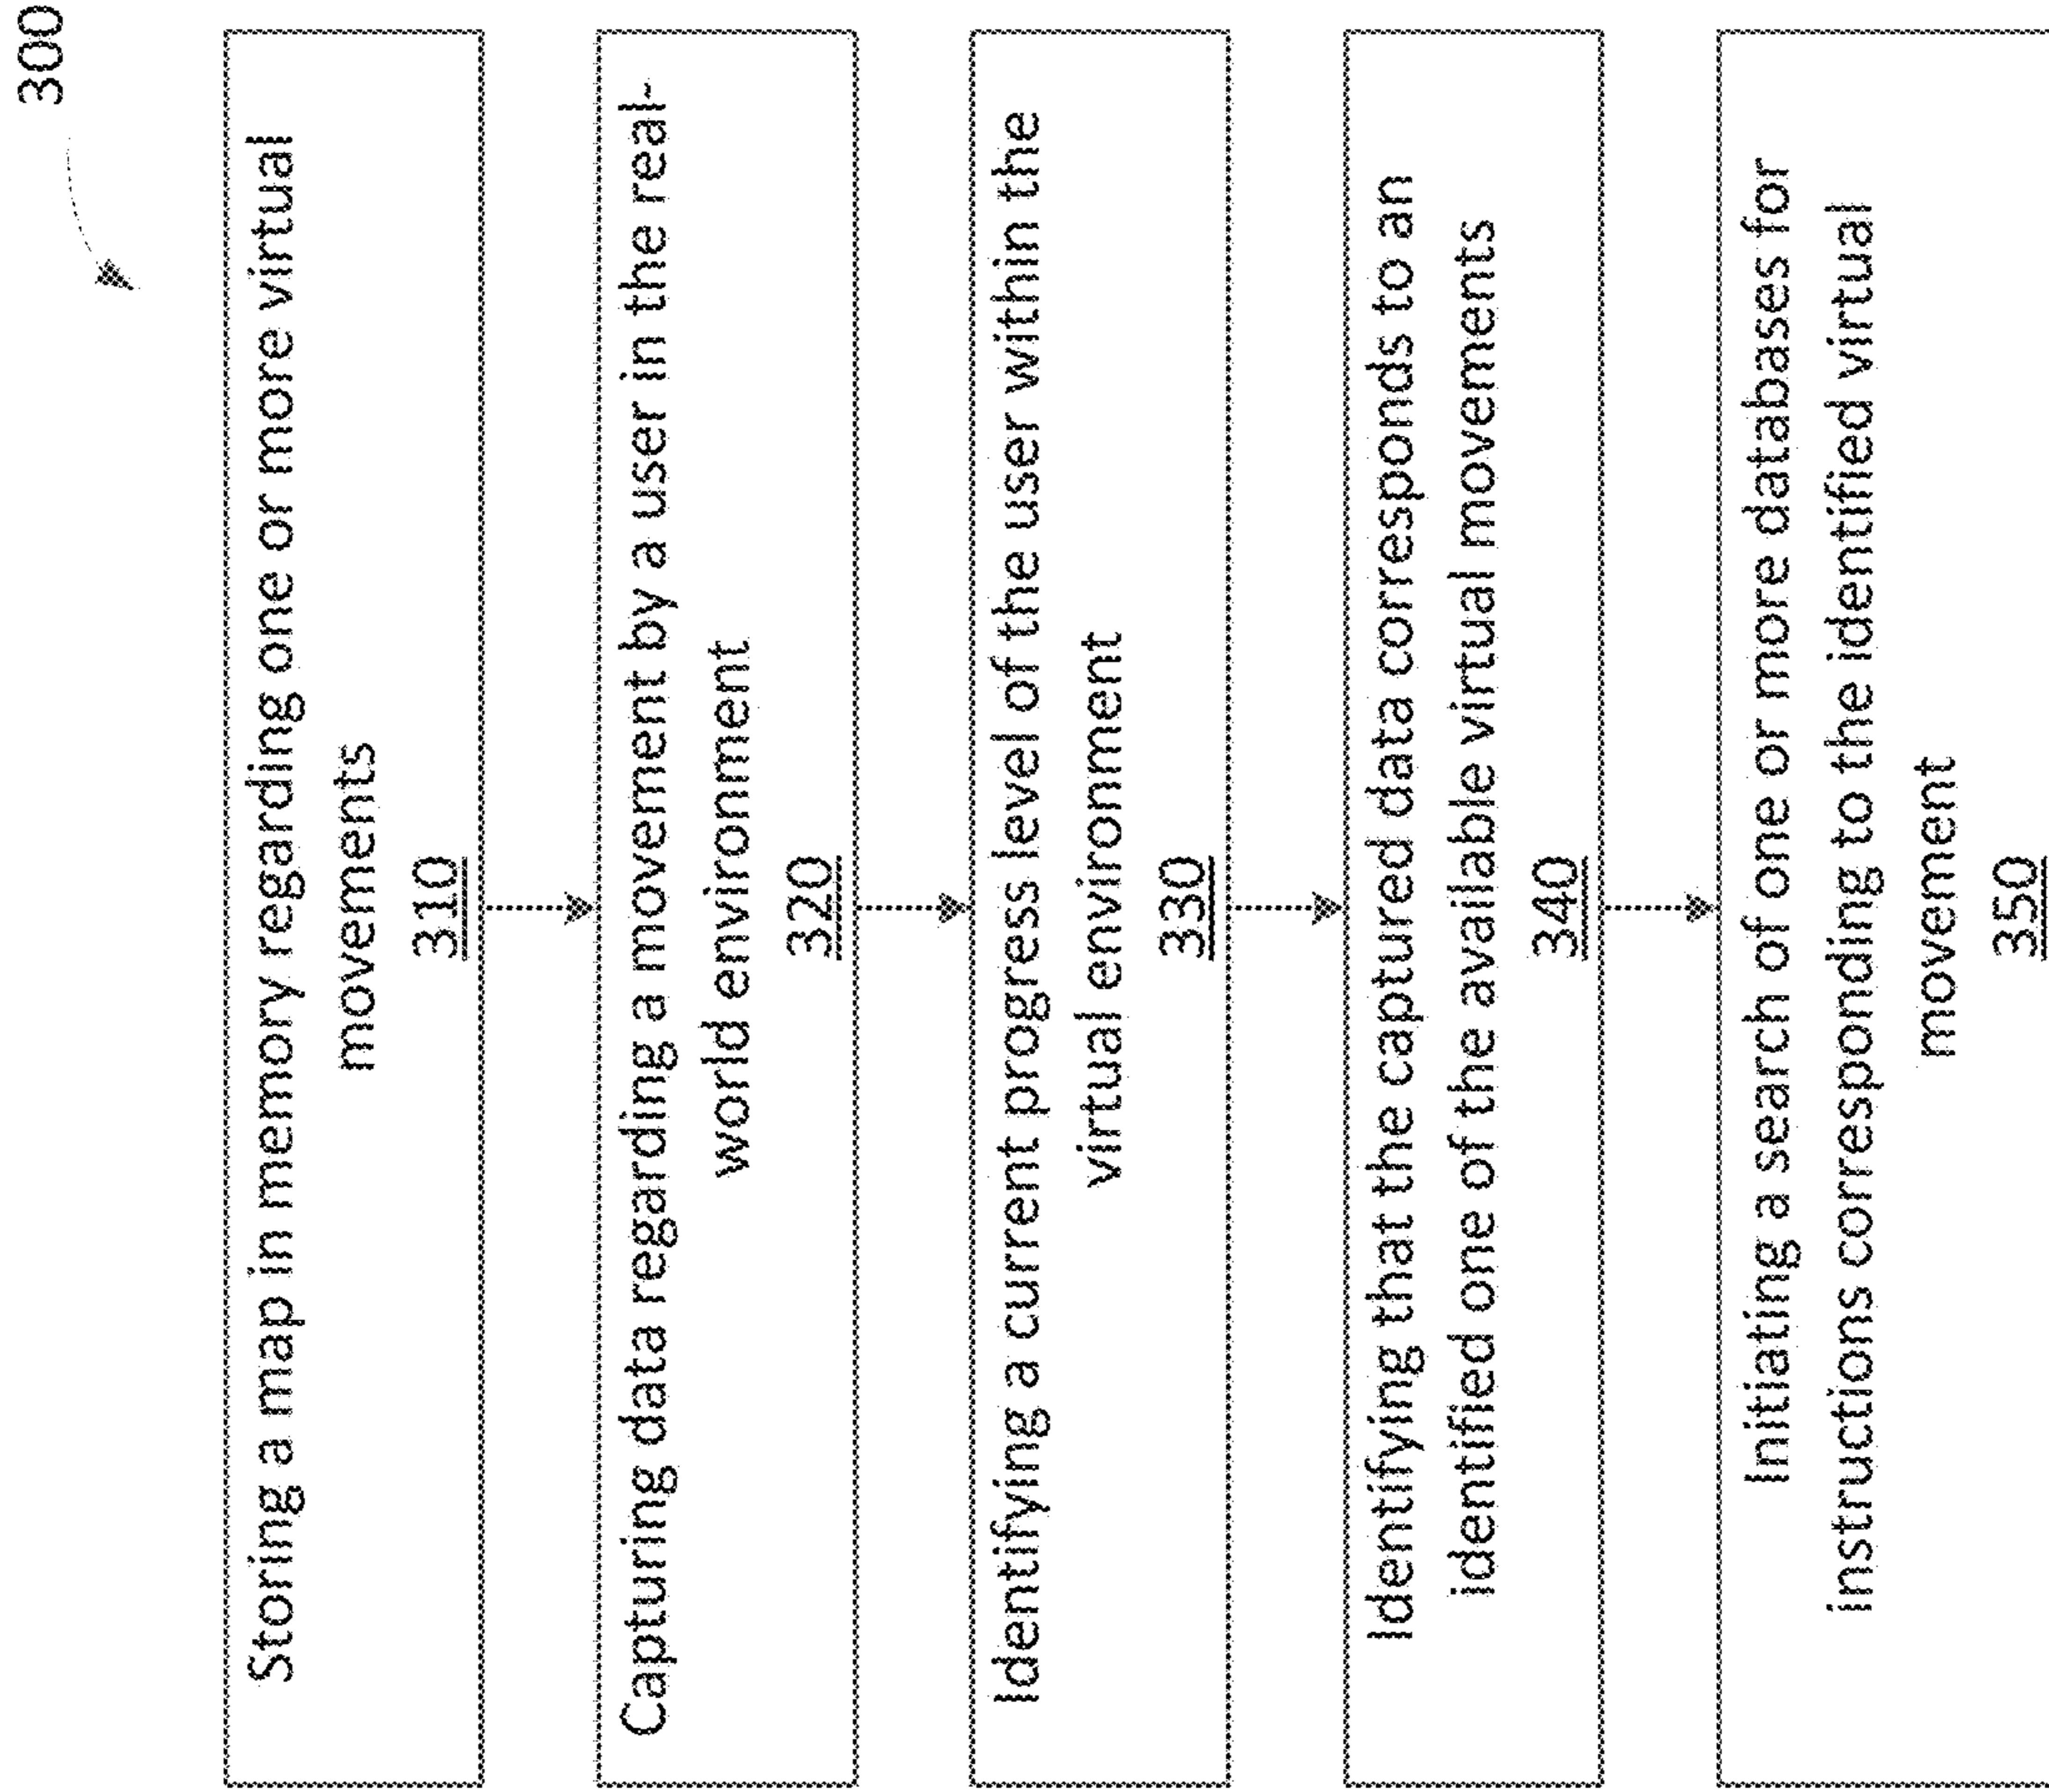 300
Storing a map in memory regarding one or more virtual
movements
310
Capturing data regarding a movement by a user in the real-
world environment
320
Identifying a current progress level of the user within the
virtual environment
330
Identifying that the captured data corresponds to an
identified one of the available virtual movements
340
Initiating a search of one or more databases for
instructions corresponding to the identified virtual
movement
350